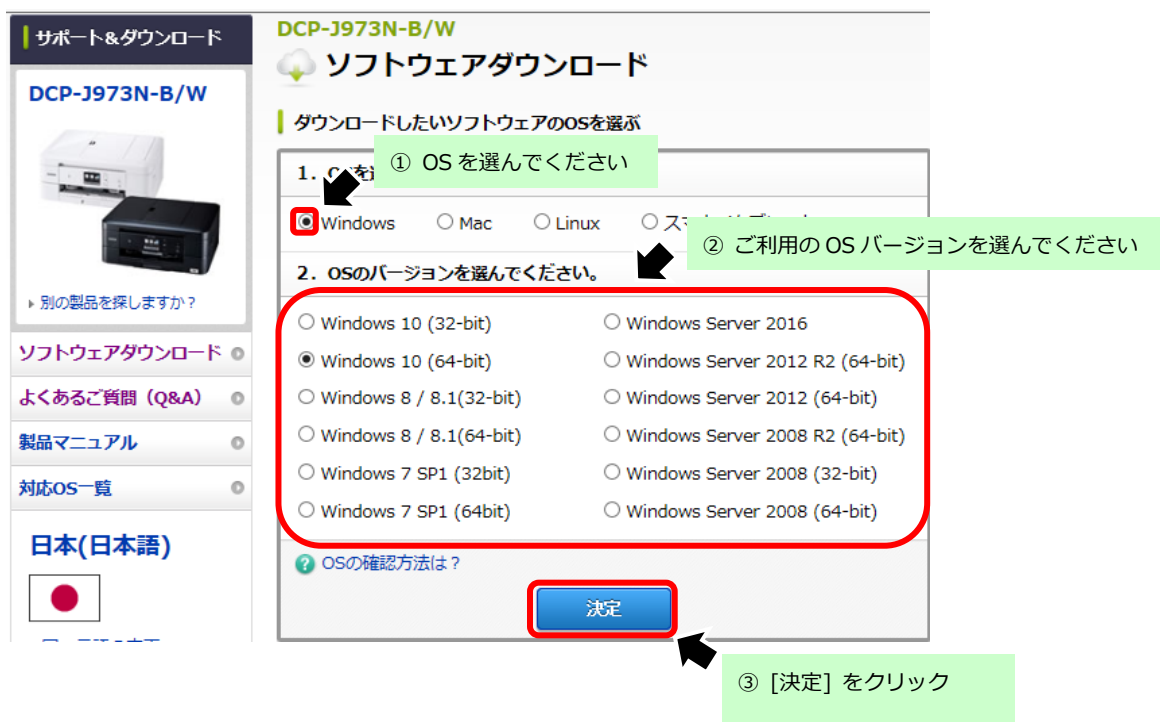 サポート&ダウンロード
DCP-J973N-B/W
別の製品を探しますか？
ソフトウェアダウンロード
よくあるご質問（Q&A）
製品マニュアル
対応OS一覧
日本(日本語)
DCP-J973N-B/W
ソフトウェアダウンロード
ダウンロードしたいソフトウェアのOSを選ぶ
① OS を選んでください
1.
Windows Mac Linux
② ご利用の OS バージョンを選んでください
2. OSのバージョンを選んでください。
Windows 10 (32-bit) Windows Server 2016
Windows 10 (64-bit) Windows Server 2012 R2 (64-bit)
Windows 8 / 8.1(32-bit) Windows Server 2012 (64-bit)
Windows 8 / 8.1(64-bit) Windows Server 2008 R2 (64-bit)
Windows 7 SP1 (32bit) Windows Server 2008 (32-bit)
Windows 7 SP1 (64bit) Windows Server 2008 (64-bit)
OSの確認方法は？
決定
③ [決定] をクリック